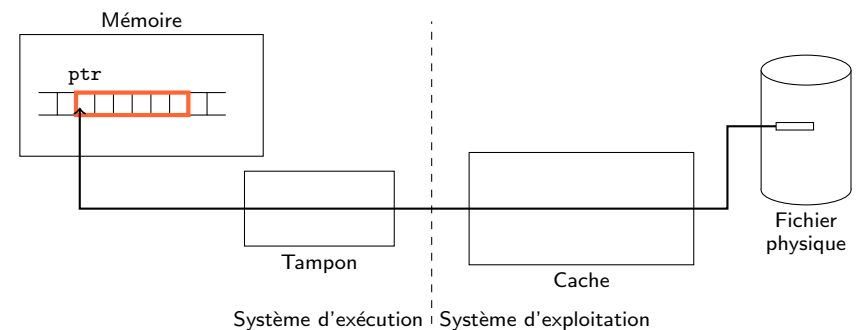 Mémoire
ptr
Tampon
Cache
Fichier
physique
Système d'exécution
Système d'exploitation